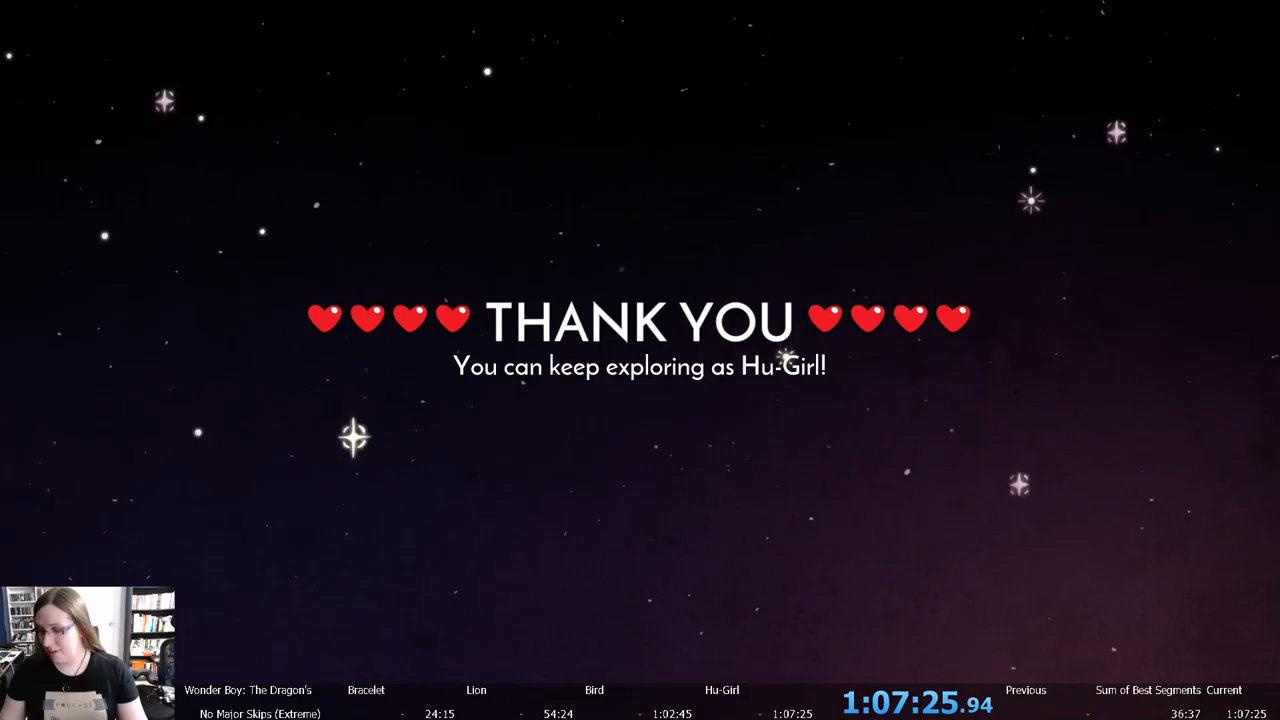 THANK YOU
You can keep exploring as Hu-Girl!
PODCAST
Wonder Boy: The Dragon's Bracelet Lion Bird Hu-Girl 1:07:25.94 Previous Sum of Best Segments Current
No Major Skips (Extreme) - 24:15 - 54:24 - 1:02:45 - 1:07:25 - 36:37 1:07:25